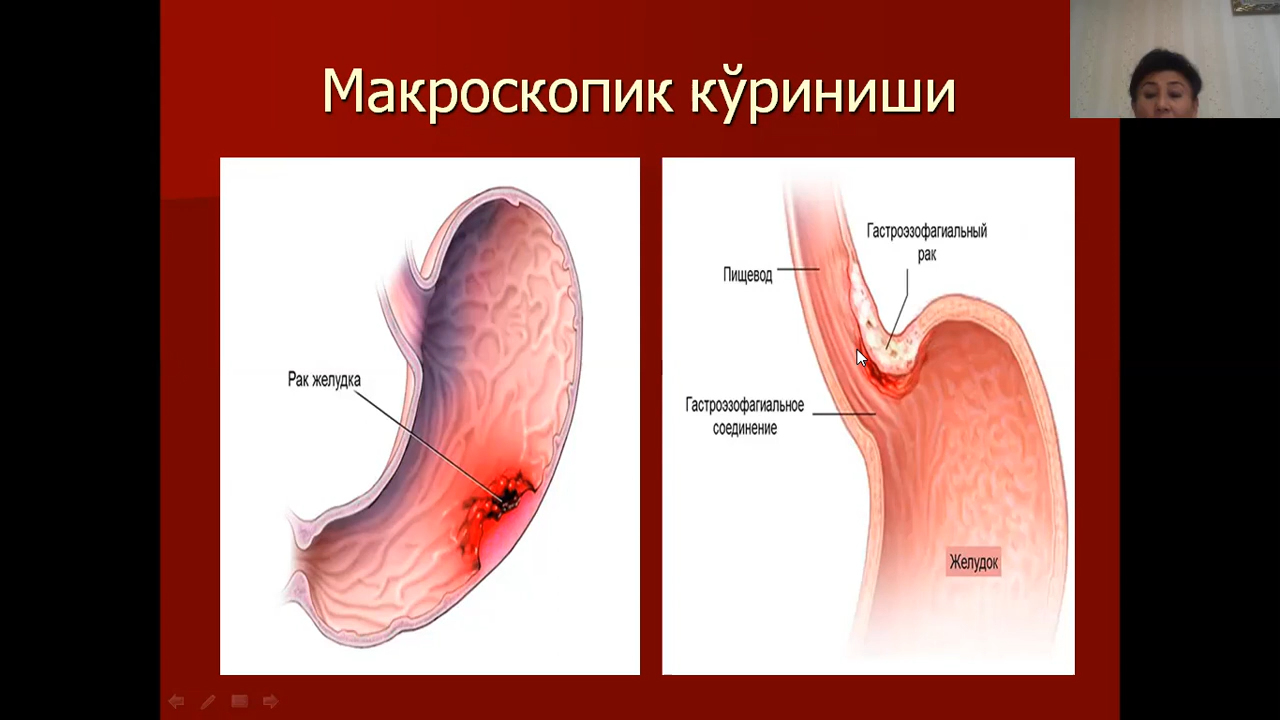 Макроскопик кўриниши
Рак желудка
Гастроэзофагиальный
рак
Пищевод
Гастроэзофагиальное
соединение
Желудок